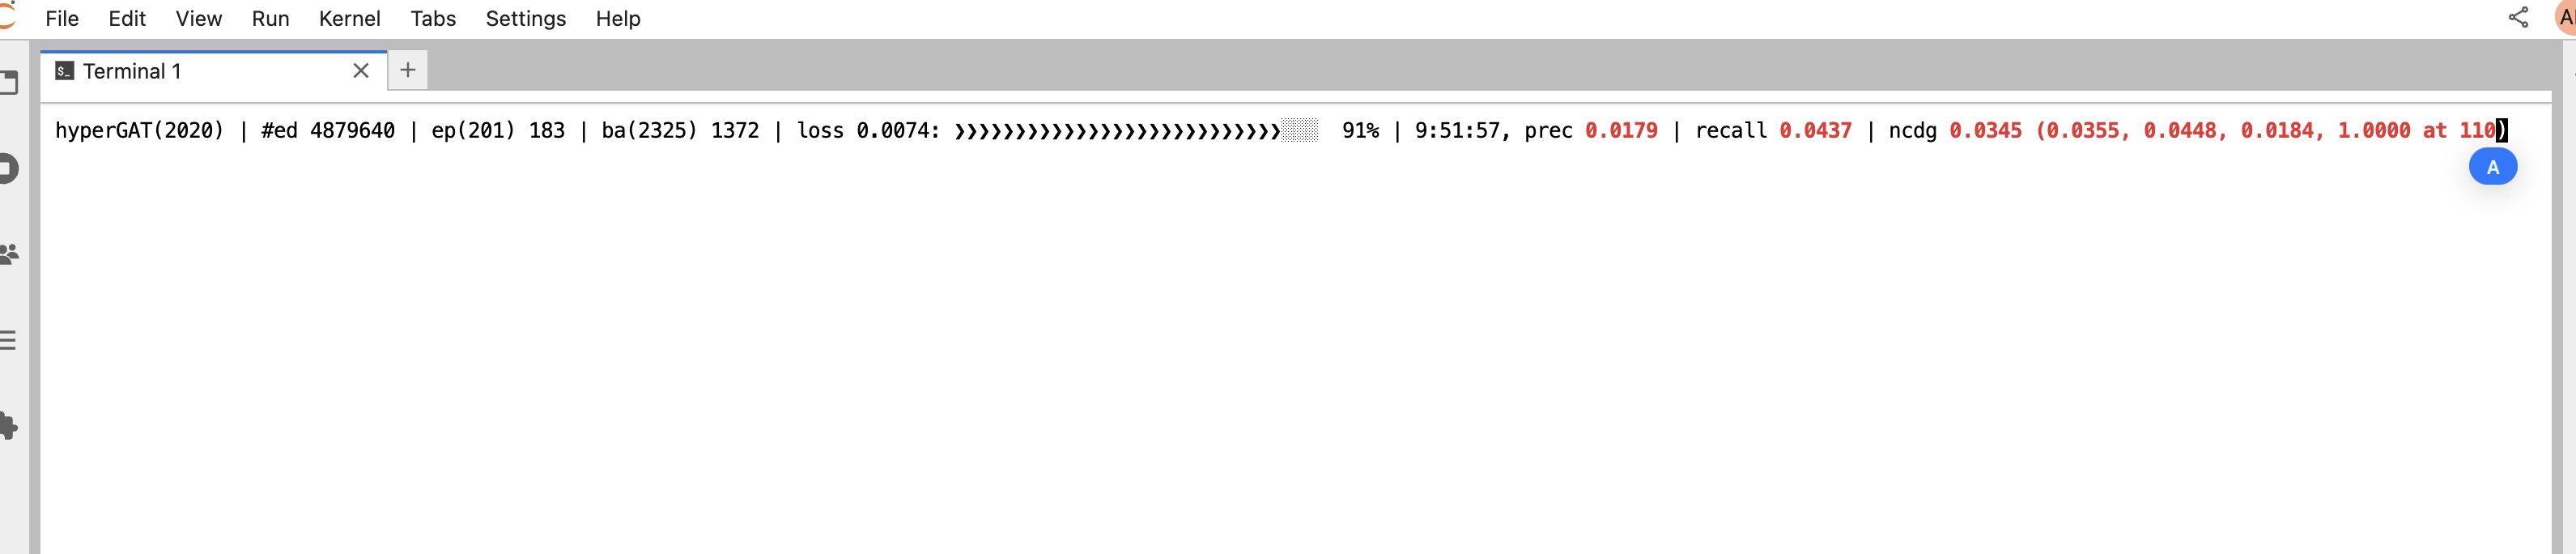 File Edit View Run Kernel Tabs Settings Help
$_ Terminal 1
hyperGAT(2020) | #ed 4879640 | ep(201) 183 | ba(2325) 1372 | loss 0.0074: ❯❯❯❯❯❯❯❯❯❯❯❯❯❯❯❯❯❯❯❯❯❯❯❯❯❯❯░░░ 91% | 9:51:57, prec 0.0179 | recall 0.0437 | ncdg 0.0345 (0.0355, 0.0448, 0.0184, 1.0000 at 110)
A